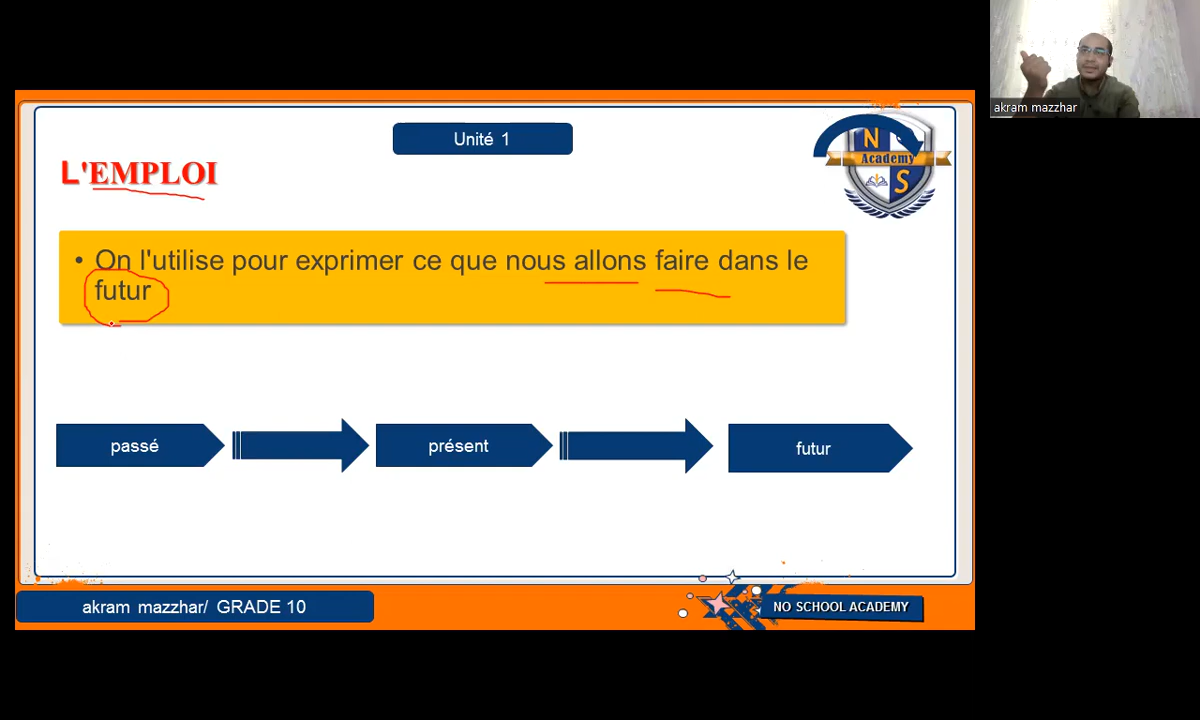 akram mazzhar
Unité 1
L'EMPLOI
N
Academy
S
• On l'utilise pour exprimer ce que nous allons faire dans le
futur
passé
présent
futur
akram mazzhar/ GRADE 10
NO SCHOOL ACADEMY